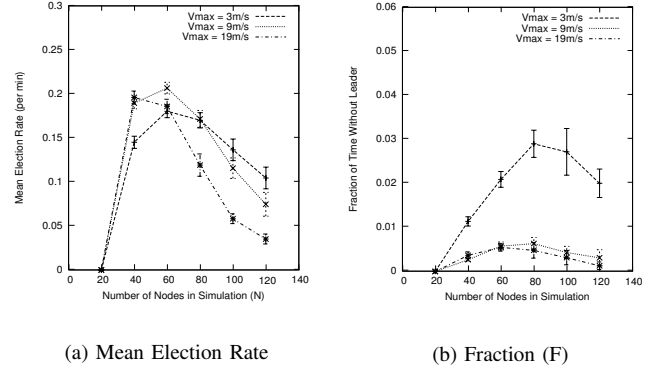 0.3
0.25
0.2
0.15
0.1
0.05
0
Mean Election Rate (per min)
Vmax = 3m/s
Vmax = 9m/s
Vmax = 19m/s
0 20 40 60 80 100 120 140
Number of Nodes in Simulation (N)
(a) Mean Election Rate
0.06
0.05
0.04
0.03
0.02
0.01
0
Fraction of Time Without Leader
Vmax = 3m/s
Vmax = 9m/s
Vmax = 19m/s
0 20 40 60 80 100 120 140
Number of Nodes in Simulation
(b) Fraction (F)